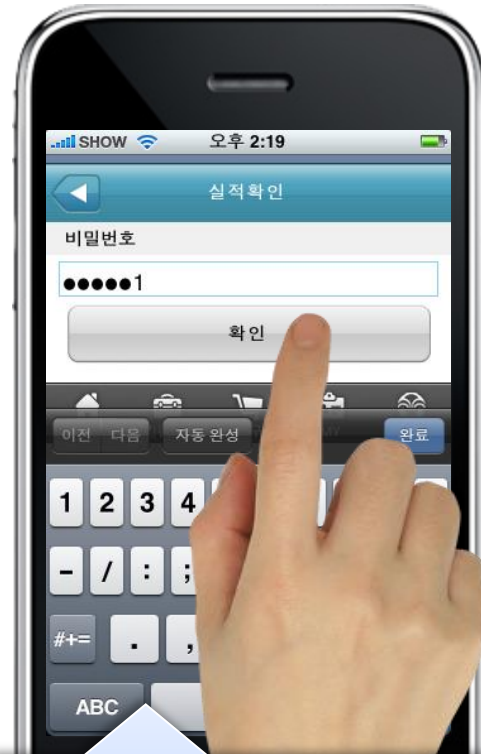 SHOW 오후 2:19
실적확인
비밀번호
●●●●●1
확인
이전 다음 자동 완성 완료
1 2 3 4
- / : ;
#+= . ,
ABC